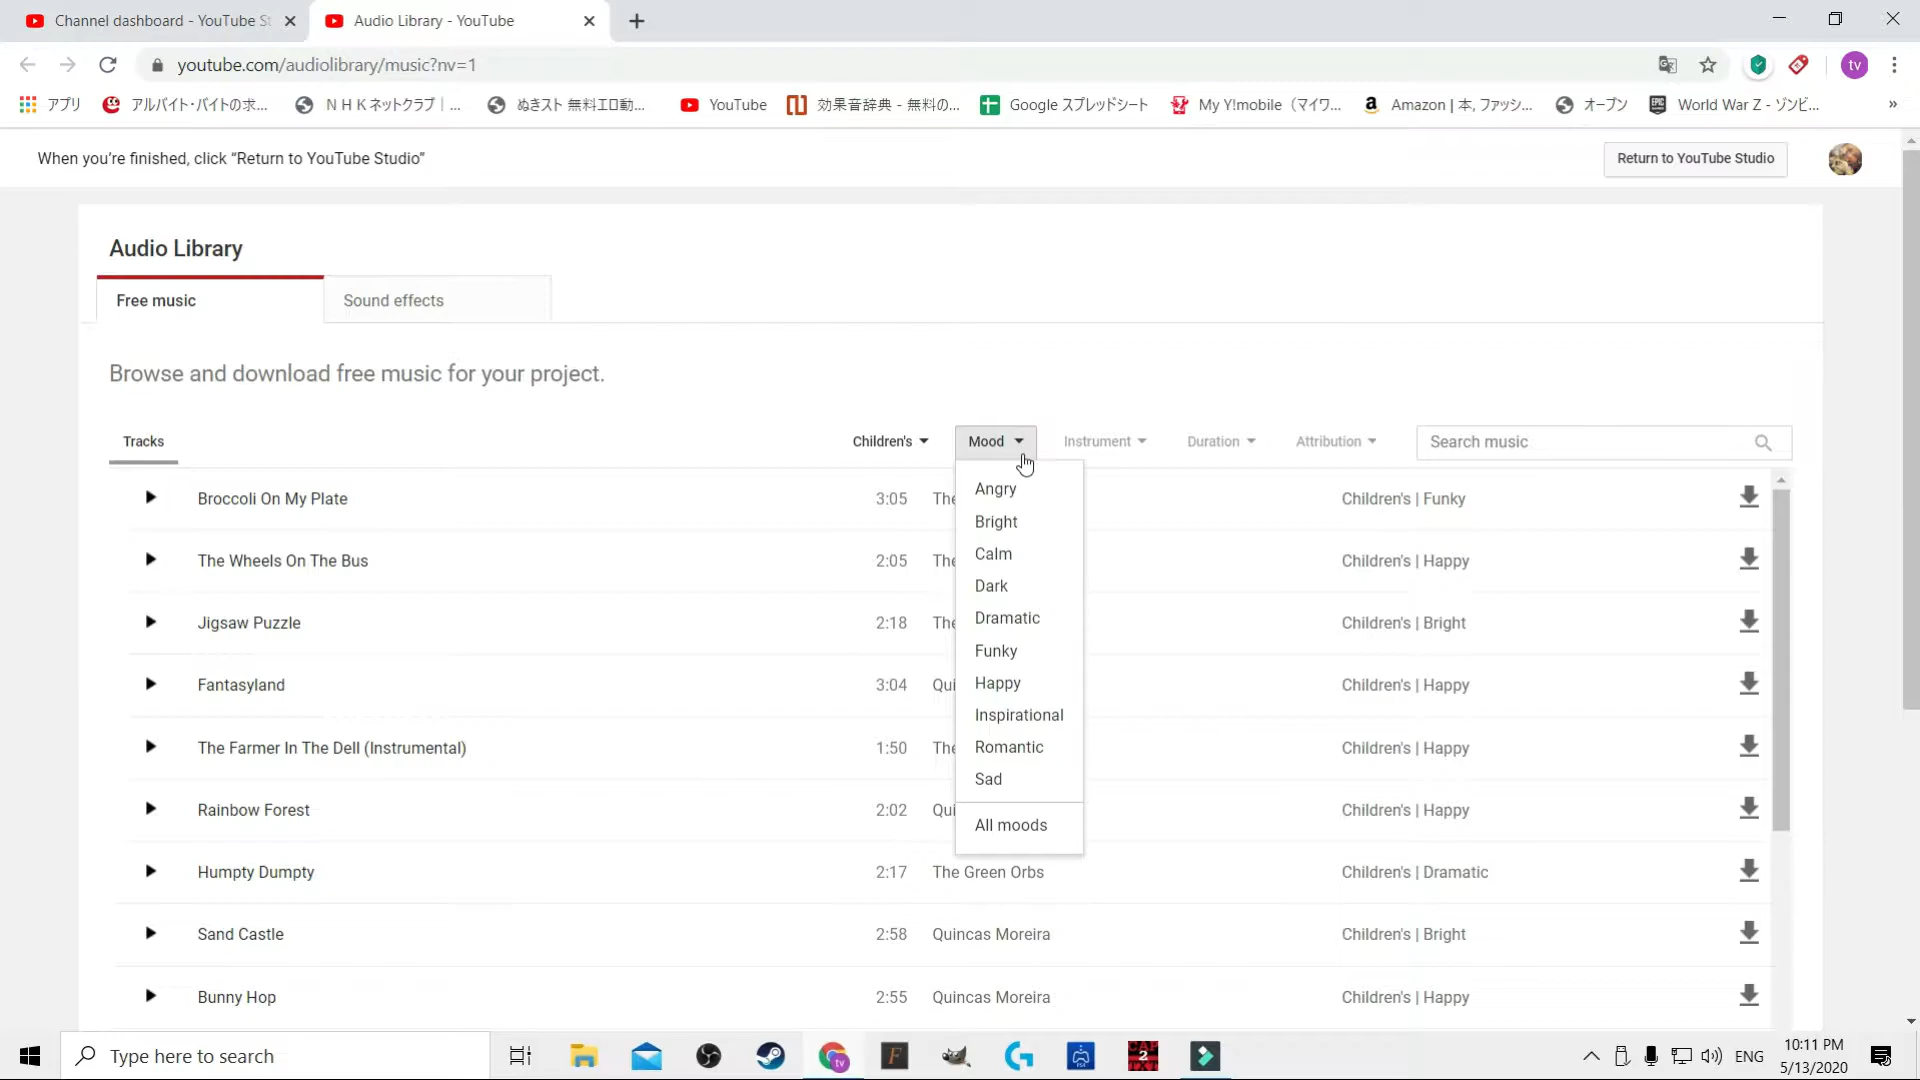 Channel dashboard - YouTube St
Audio Library - YouTube
youtube.com/audiolibrary/music?nv=1
tv
アプリ
アルバイト・バイトの求...
ＮＨＫネットクラブ│...
ぬきスト 無料エロ動...
YouTube
効果音辞典 - 無料の...
Google スプレッドシート
My Y!mobile（マイワ...
Amazon | 本, ファッシ...
オープン
World War Z - ゾンビ...
»
When you're finished, click “Return to YouTube Studio”
Return to YouTube Studio
Audio Library
Free music
Sound effects
Browse and download free music for your project.
Tracks
Children's
Mood
Instrument
Duration
Attribution
Search music
Angry
Bright
Calm
Dark
Dramatic
Funky
Happy
Inspirational
Romantic
Sad
All moods
Broccoli On My Plate 3:05 The Children's | Funky
The Wheels On The Bus 2:05 The Children's | Happy
Jigsaw Puzzle 2:18 The Children's | Bright
Fantasyland 3:04 Qui Children's | Happy
The Farmer In The Dell (Instrumental) 1:50 The Children's | Happy
Rainbow Forest 2:02 Qui Children's | Happy
Humpty Dumpty 2:17 The Green Orbs Children's | Dramatic
Sand Castle 2:58 Quincas Moreira Children's | Bright
Bunny Hop 2:55 Quincas Moreira Children's | Happy
Type here to search
ENG
10:11 PM
5/13/2020